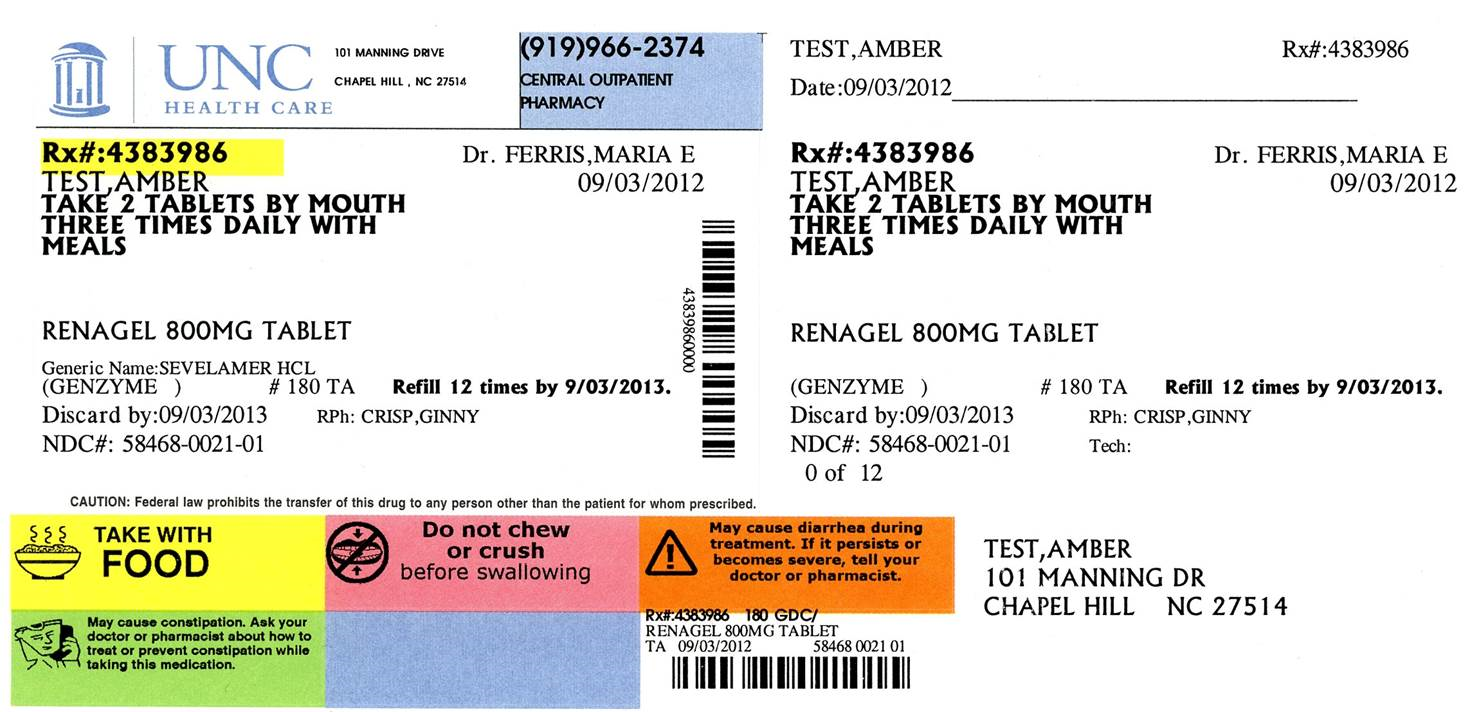 UNC
HEALTH CARE
101 MANNING DRIVE
CHAPEL HILL , NC 27514
(919)966-2374
CENTRAL OUTPATIENT
PHARMACY
Rx#:4383986
Dr. FERRIS,MARIA E
TEST,AMBER
09/03/2012
TAKE 2 TABLETS BY MOUTH
THREE TIMES DAILY WITH
MEALS
43839860000
RENAGEL 800MG TABLET
Generic Name:SEVELAMER HCL
(GENZYME ) # 180 TA Refill 12 times by 9/03/2013.
Discard by:09/03/2013 RPh: CRISP,GINNY
NDC#: 58468-0021-01
CAUTION: Federal law prohibits the transfer of this drug to any person other than the patient for whom prescribed.
TEST,AMBER Rx#:4383986
Date:09/03/2012
Rx#:4383986
Dr. FERRIS,MARIA E
TEST,AMBER
09/03/2012
TAKE 2 TABLETS BY MOUTH
THREE TIMES DAILY WITH
MEALS
RENAGEL 800MG TABLET
(GENZYME ) # 180 TA Refill 12 times by 9/03/2013.
Discard by:09/03/2013 RPh: CRISP,GINNY
NDC#: 58468-0021-01 Tech:
0 of 12
TAKE WITH
FOOD
Do not chew
or crush
before swallowing
May cause diarrhea during
treatment. If it persists or
becomes severe, tell your
doctor or pharmacist.
May cause constipation. Ask your
doctor or pharmacist about how to
treat or prevent constipation while
taking this medication.
Rx#:4383986 180 GDC/
RENAGEL 800MG TABLET
TA 09/03/2012 58468 0021 01
TEST,AMBER
101 MANNING DR
CHAPEL HILL NC 27514